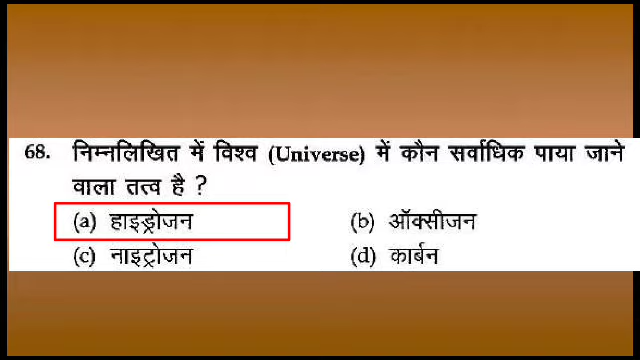 68. निम्नलिखित में विश्व (Universe) में कौन सर्वाधिक पाया जाने
वाला तत्व है ?
(a) हाइड्रोजन (b) ऑक्सीजन
(c) नाइट्रोजन (d) कार्बन